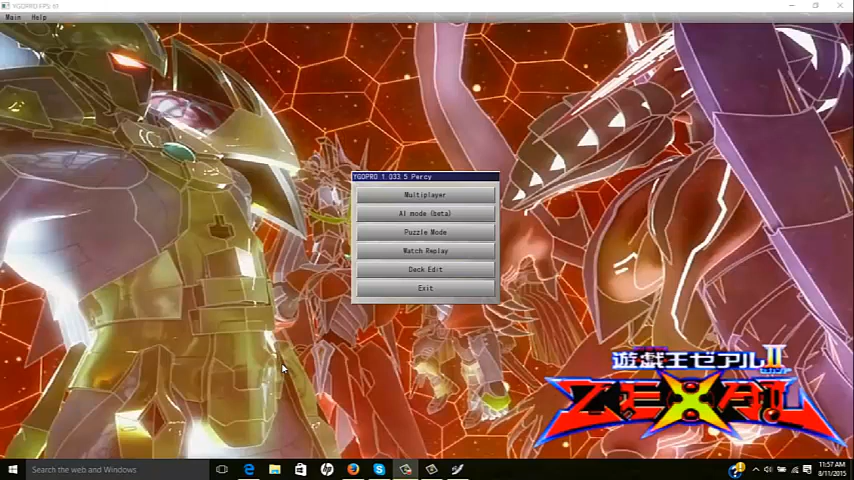 YGOPRO FPS: 61
Main Help
YGOPRO 1.033.5 Percy
Multiplayer
AI mode (beta)
Puzzle Mode
Watch Replay
Deck Edit
Exit
遊戯王ゼアルII
ZEXAL
Search the web and Windows
11:57 AM
8/11/2015